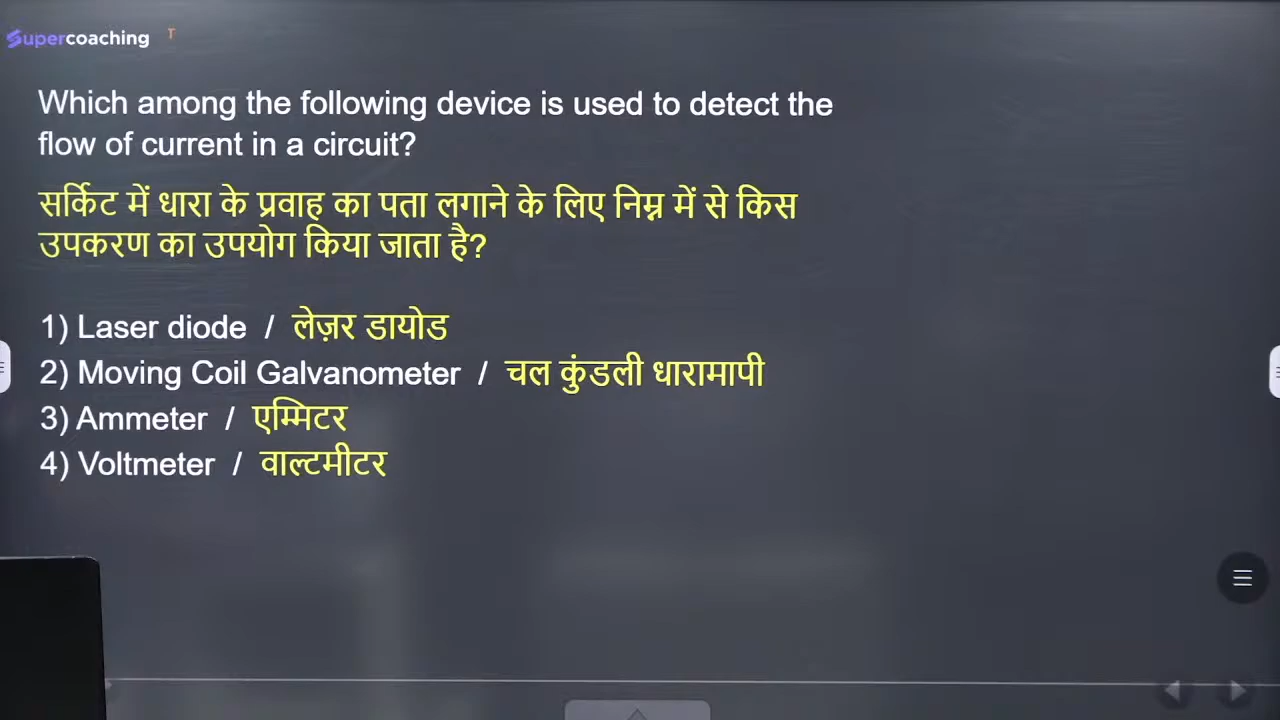 Supercoaching T
Which among the following device is used to detect the
flow of current in a circuit?
सर्किट में धारा के प्रवाह का पता लगाने के लिए निम्न में से किस
उपकरण का उपयोग किया जाता है?
1) Laser diode / लेज़र डायोड
2) Moving Coil Galvanometer / चल कुंडली धारामापी
3) Ammeter / एम्मिटर
4) Voltmeter / वाल्टमीटर